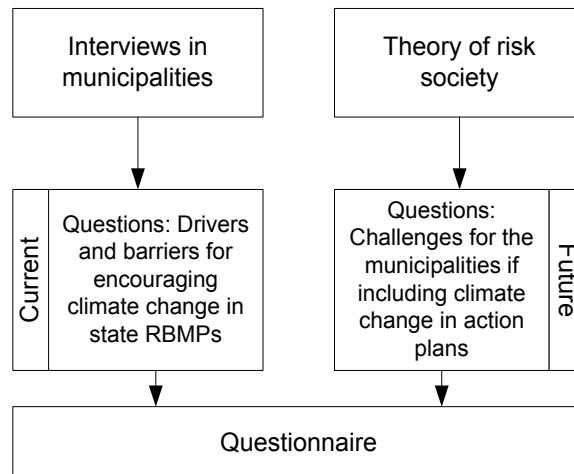 Interviews in
municipalities
Theory of risk
society
Current
Questions: Drivers
and barriers for
encouraging
climate change in
state RBMPs
Questions:
Challenges for the
municipalities if
including climate
change in action
plans
Future
Questionnaire